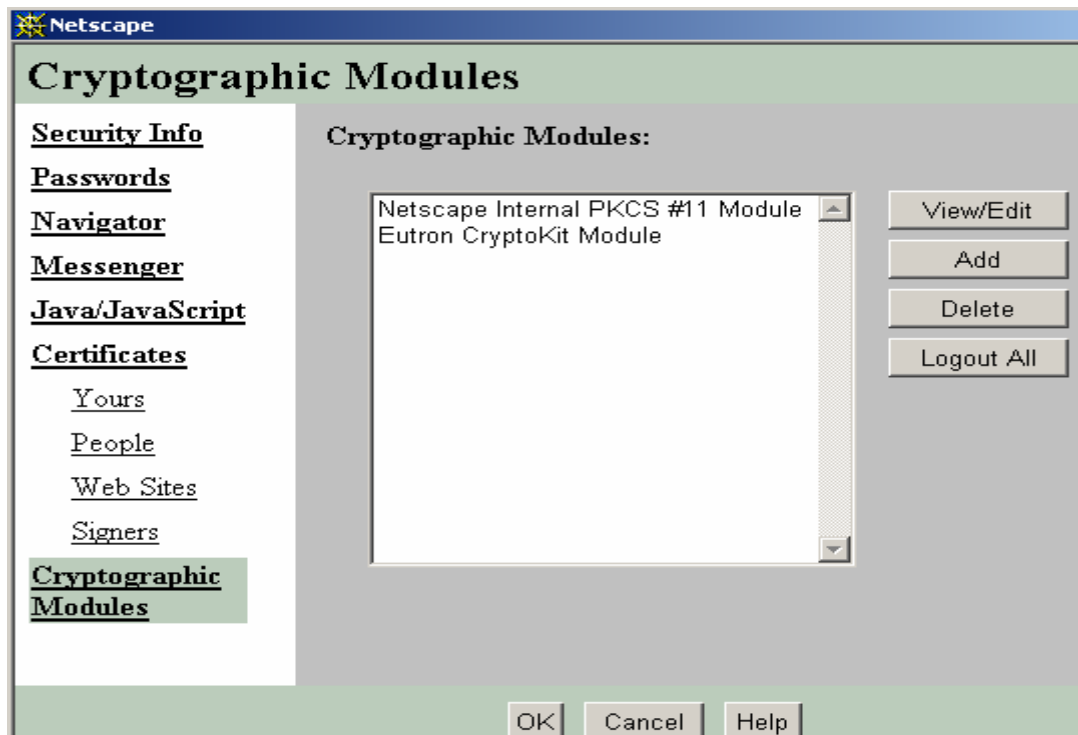 Netscape
Cryptographic Modules
Security Info
Passwords
Navigator
Messenger
Java/JavaScript
Certificates
Yours
People
Web Sites
Signers
Cryptographic
Modules
Cryptographic Modules:
Netscape Internal PKCS #11 Module
Eutron CryptoKit Module
View/Edit
Add
Delete
Logout All
OK
Cancel
Help